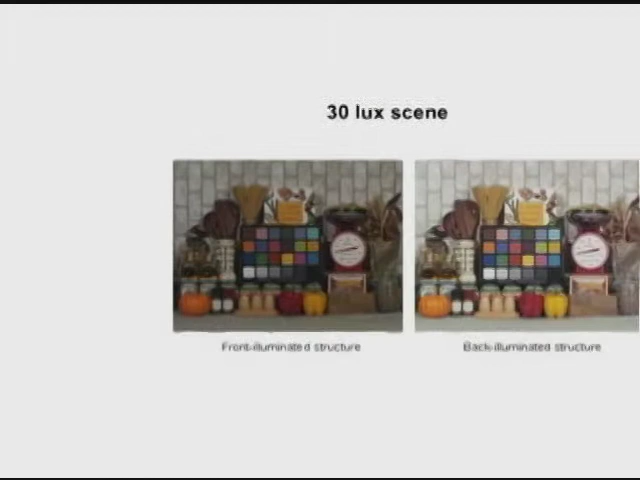 30 lux scene
Front-illuminated structure
Back-illuminated structure